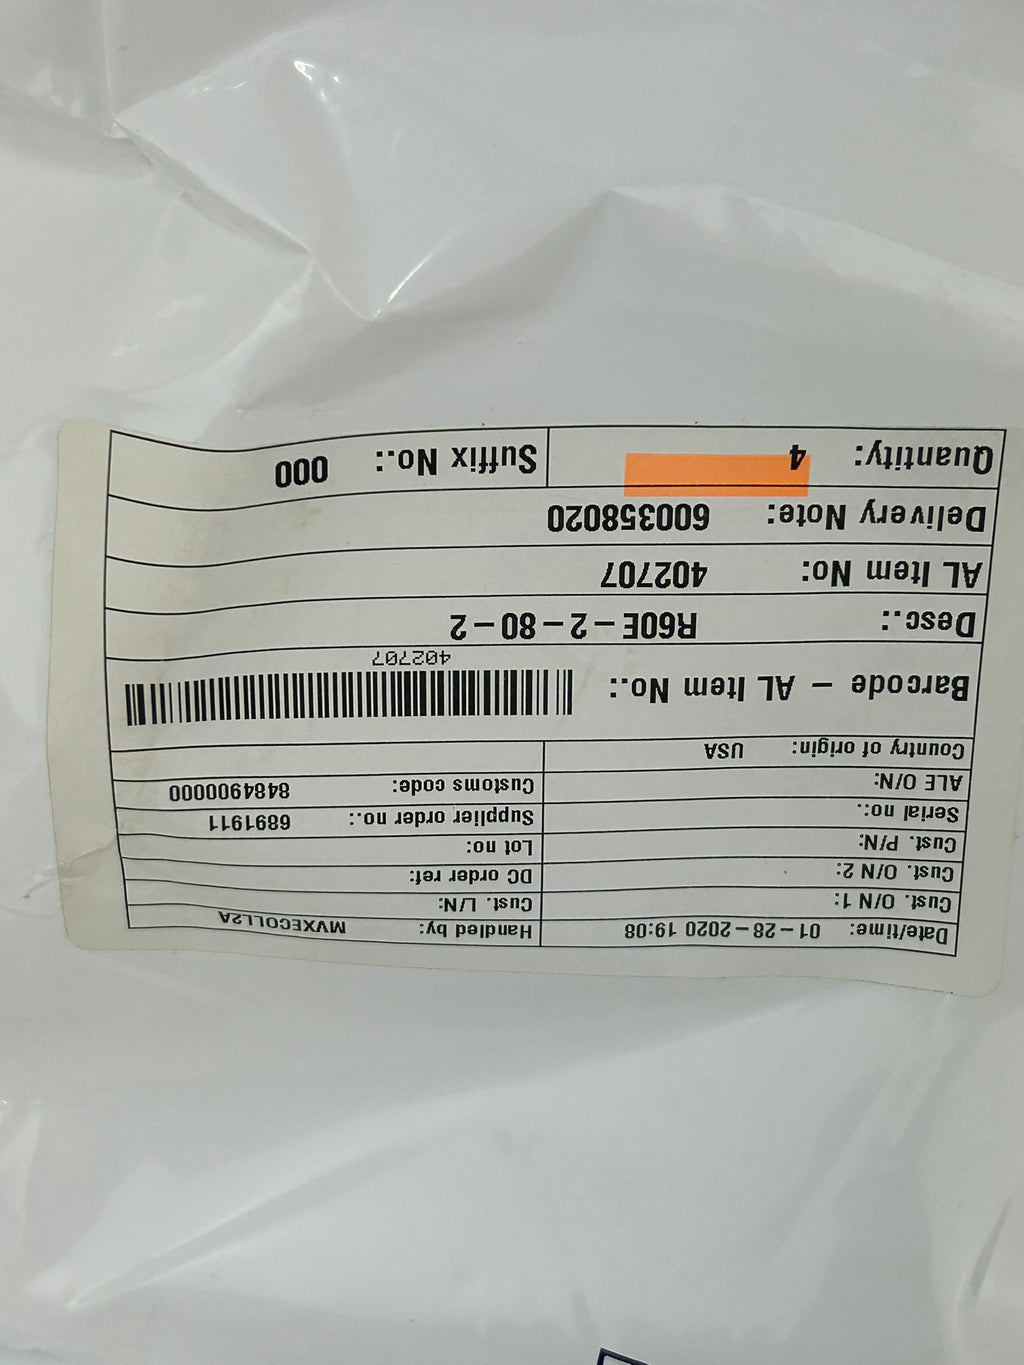 Date/time: 01-28-2020 19:08 Handled by: MVXECOLL2A
Cust. O/N 1: Cust. L/N:
Cust. O/N 2: DC order ref:
Cust. P/N: Lot no:
Serial no:. Supplier order no.: 6891911
ALE O/N: Customs code: 8484900000
Country of origin: USA
Barcode - AL Item No.:
402707
Desc.: R60E-2-80-2
AL Item No: 402707
Delivery Note: 600358020
Quantity: 4 Suffix No.: 000